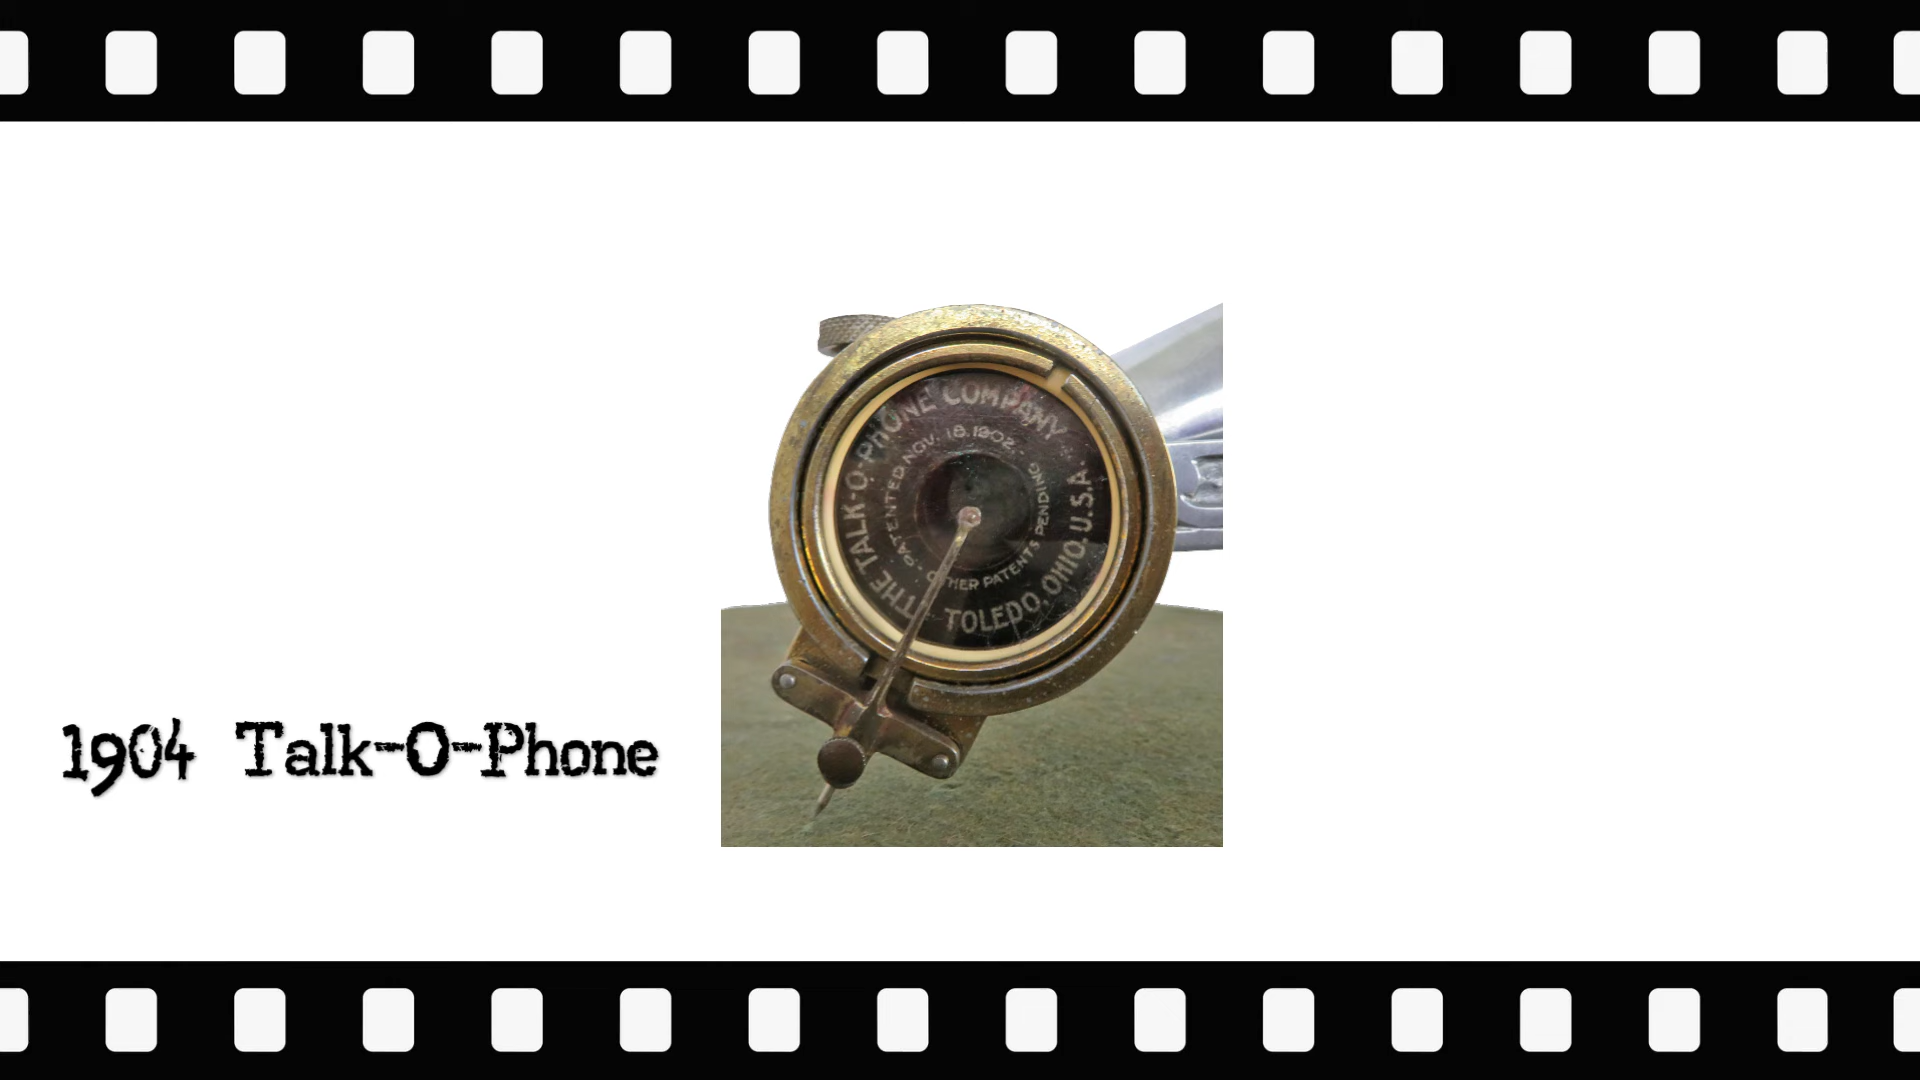 THE TALK-O-PHONE COMPANY
TOLEDO, OHIO. U.S.A.
PATENTED NOV. 18. 1902.
OTHER PATENTS PENDING
1904 Talk-O-Phone